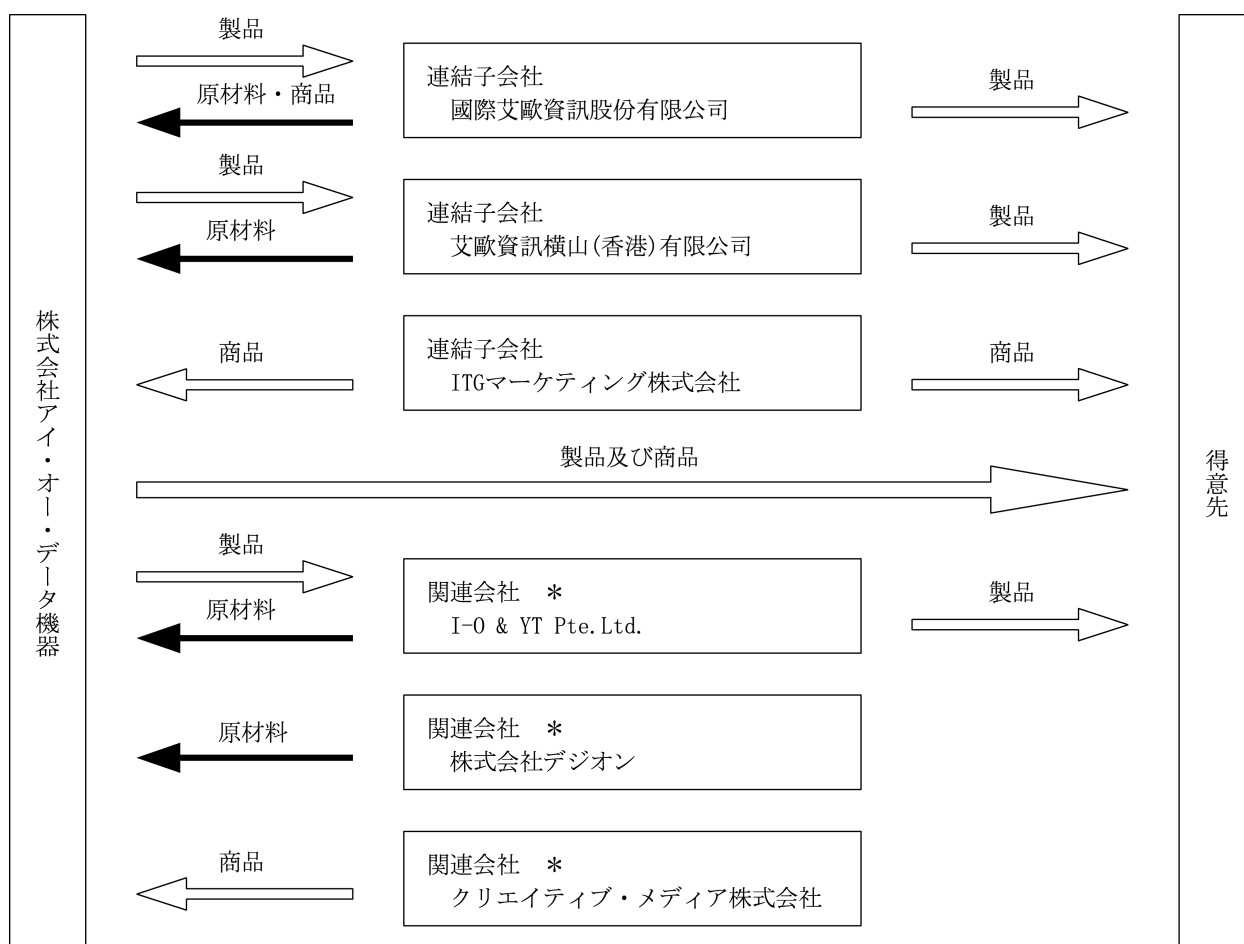 株式会社アイ・オー・データ機器
製品
原材料・商品
連結子会社
國際艾歐資訊股份有限公司
製品
製品
原材料
連結子会社
艾歐資訊橫山(香港)有限公司
製品
商品
連結子会社
ITGマーケティング株式会社
商品
製品及び商品
製品
原材料
関連会社　＊
I-O & YT Pte.Ltd.
製品
原材料
関連会社　＊
株式会社デジオン
商品
関連会社　＊
クリエイティブ・メディア株式会社
得意先